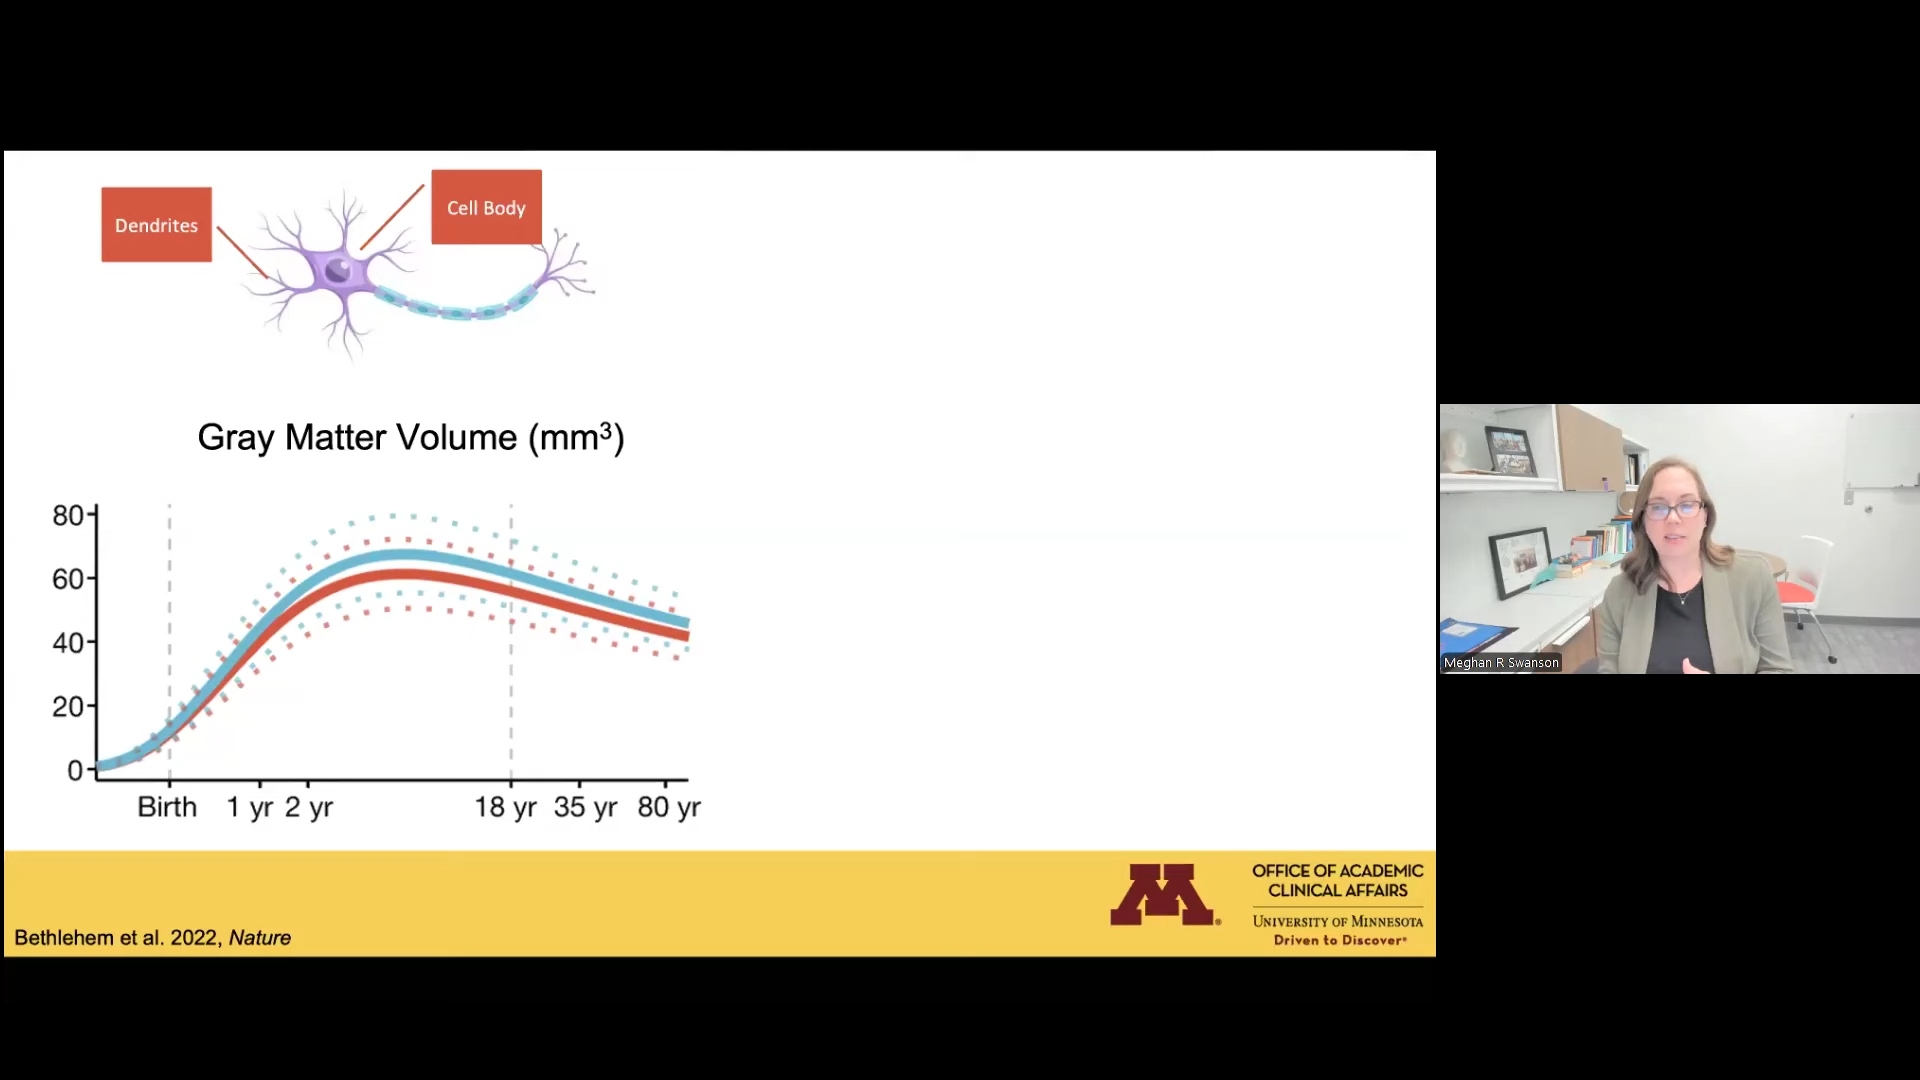 Dendrites
Cell Body
Gray Matter Volume (mm³)
80
60
40
20
0
Birth 1 yr 2 yr 18 yr 35 yr 80 yr
Bethlehem et al. 2022, Nature
M®
OFFICE OF ACADEMIC
CLINICAL AFFAIRS
UNIVERSITY OF MINNESOTA
Driven to Discover®
Meghan R Swanson